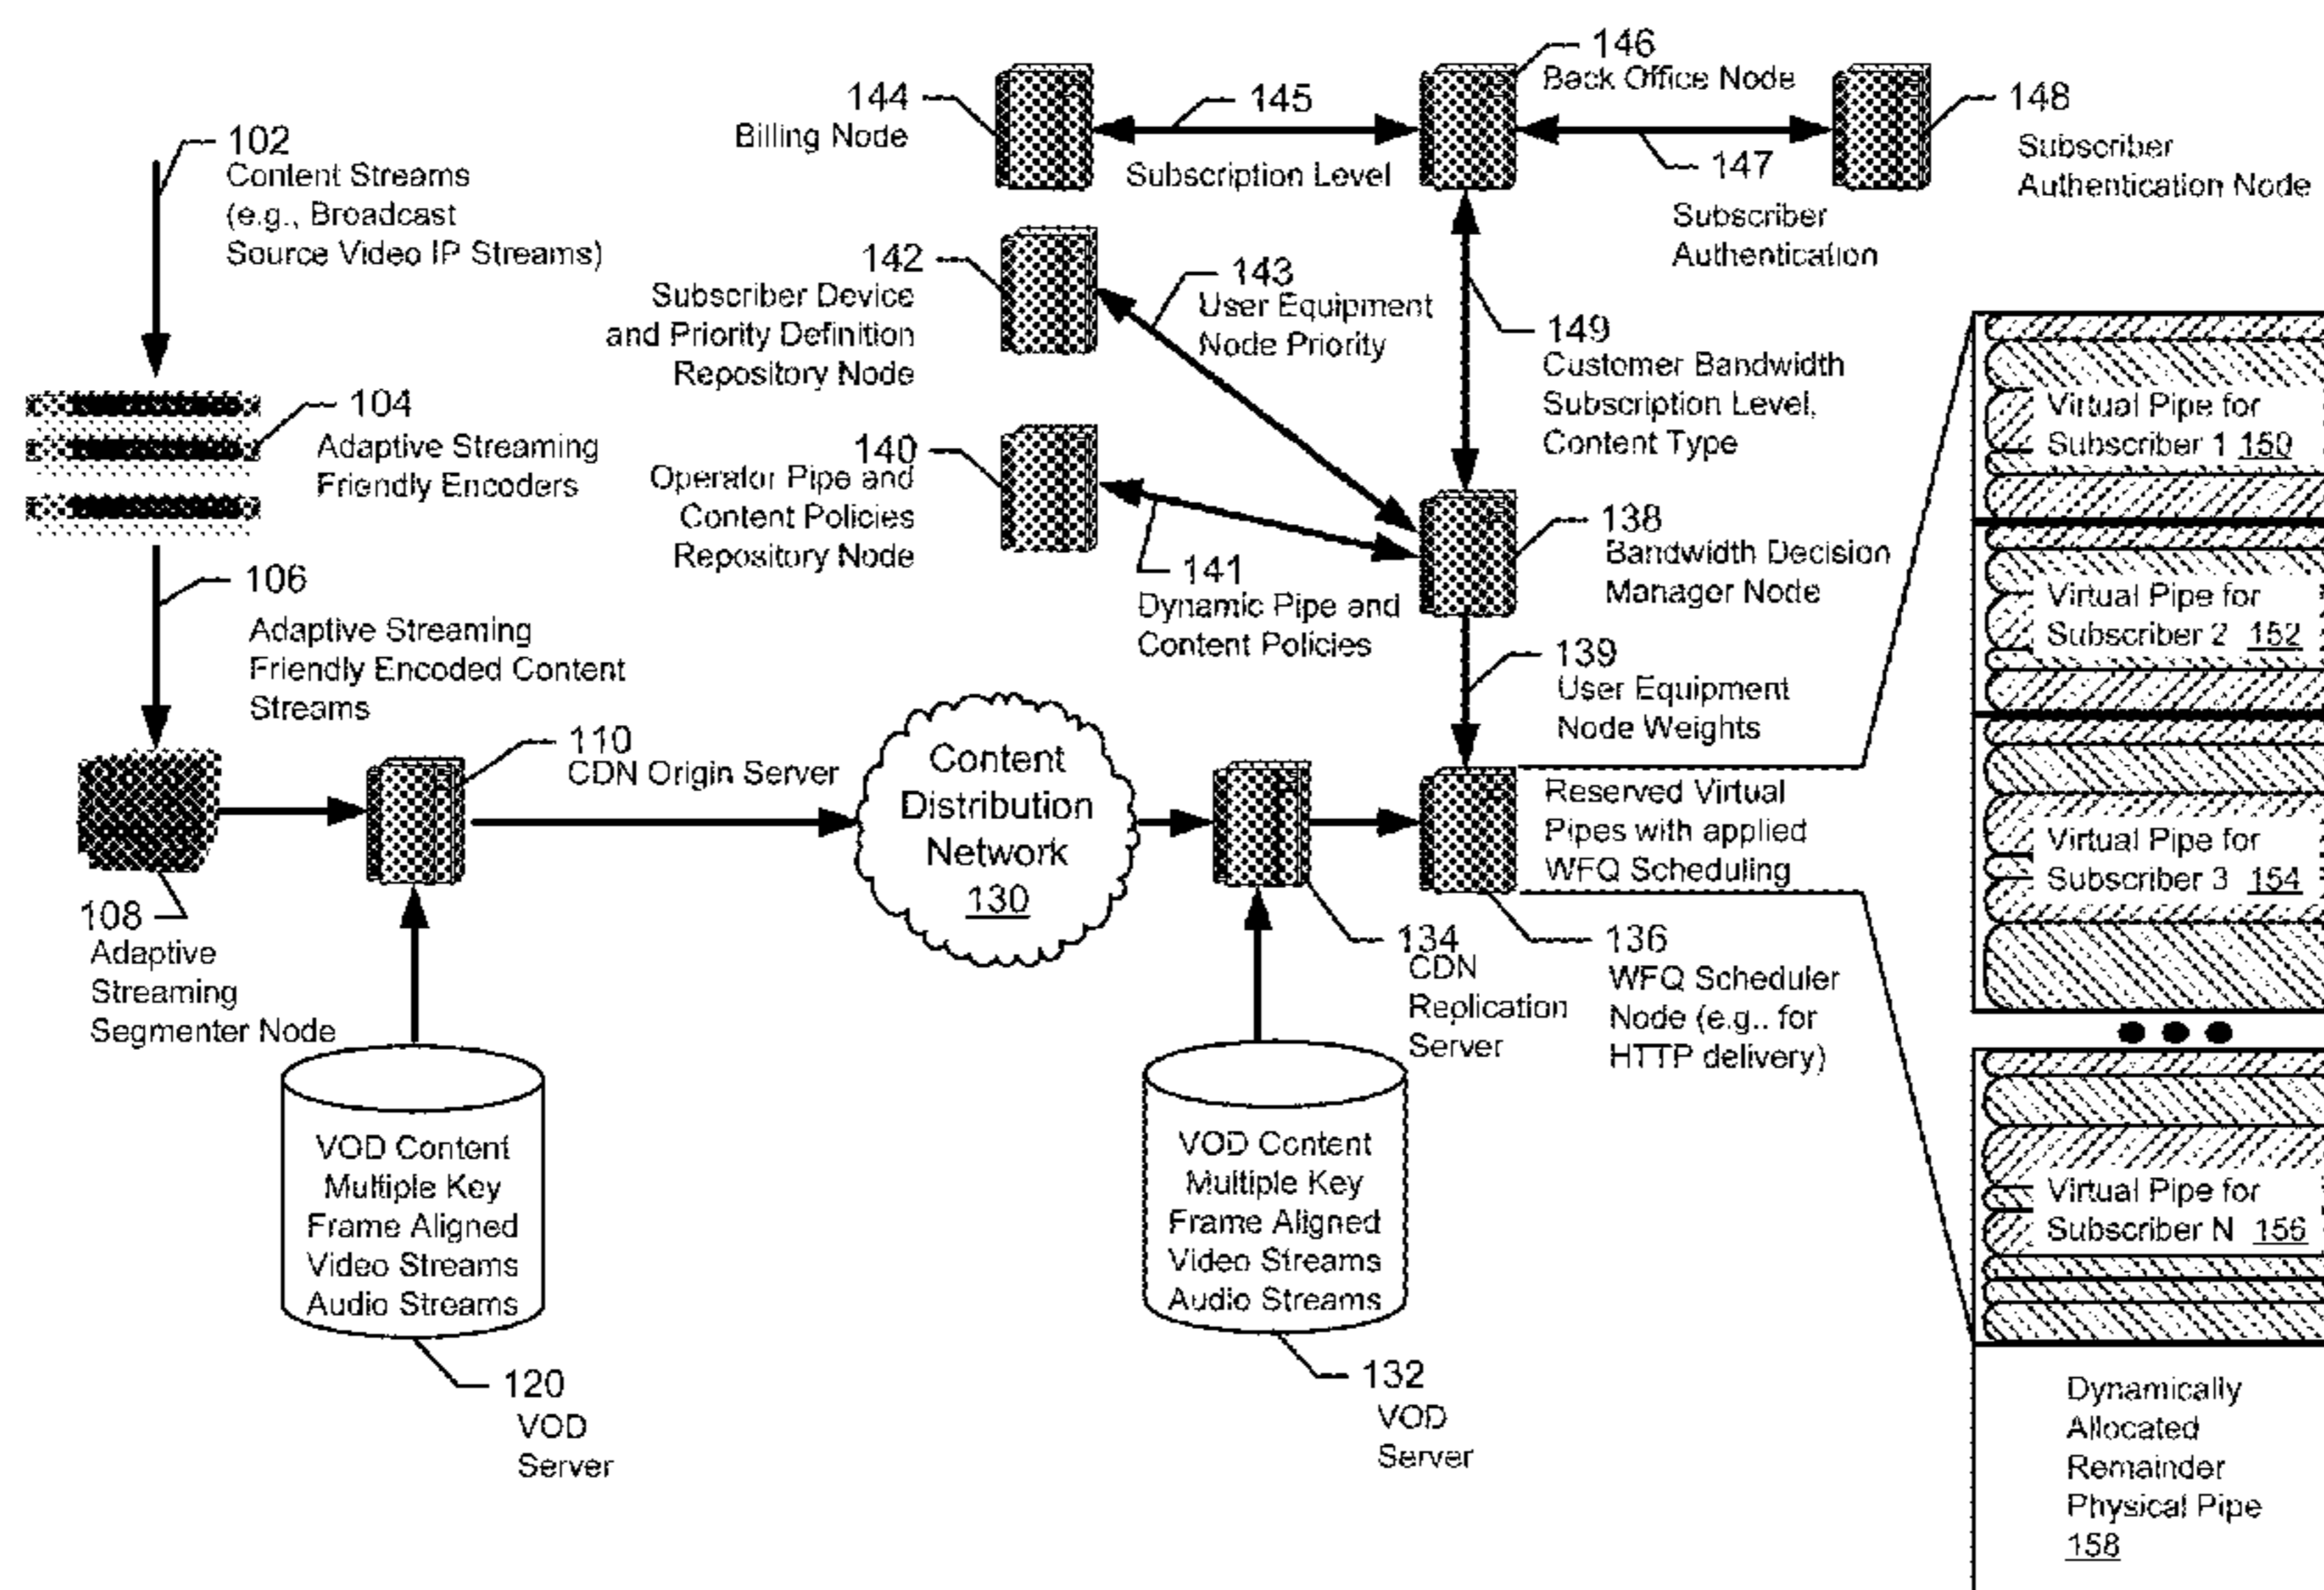 102
Content Streams
(e.g., Broadcast
Source Video IP Streams)
104
Adaptive Streaming
Friendly Encoders
106
Adaptive Streaming
Friendly Encoded Content
Streams
108
Adaptive
Streaming
Segmenter Node
110
CDN Origin Server
VOD Content
Multiple Key
Frame Aligned
Video Streams
Audio Streams
120
VOD
Server
Content
Distribution
Network
130
VOD Content
Multiple Key
Frame Aligned
Video Streams
Audio Streams
132
VOD
Server
134
CDN
Replication
Server
136
WFQ Scheduler
Node (e.g.. for
HTTP delivery)
Reserved Virtual
Pipes with applied
WFQ Scheduling
139
User Equipment
Node Weights
138
Bandwidth Decision
Manager Node
140
Operator Pipe and
Content Policies
Repository Node
141
Dynamic Pipe and
Content Policies
142
Subscriber Device
and Priority Definition
Repository Node
143
User Equipment
Node Priority
144
Billing Node
145
Subscription Level
146
Back Office Node
147
Subscriber
Authentication
148
Subscriber
Authentication Node
149
Customer Bandwidth
Subscription Level,
Content Type
Virtual Pipe for
Subscriber 1 150
Virtual Pipe for
Subscriber 2 152
Virtual Pipe for
Subscriber 3 154
Virtual Pipe for
Subscriber N 156
Dynamically
Allocated
Remainder
Physical Pipe
158